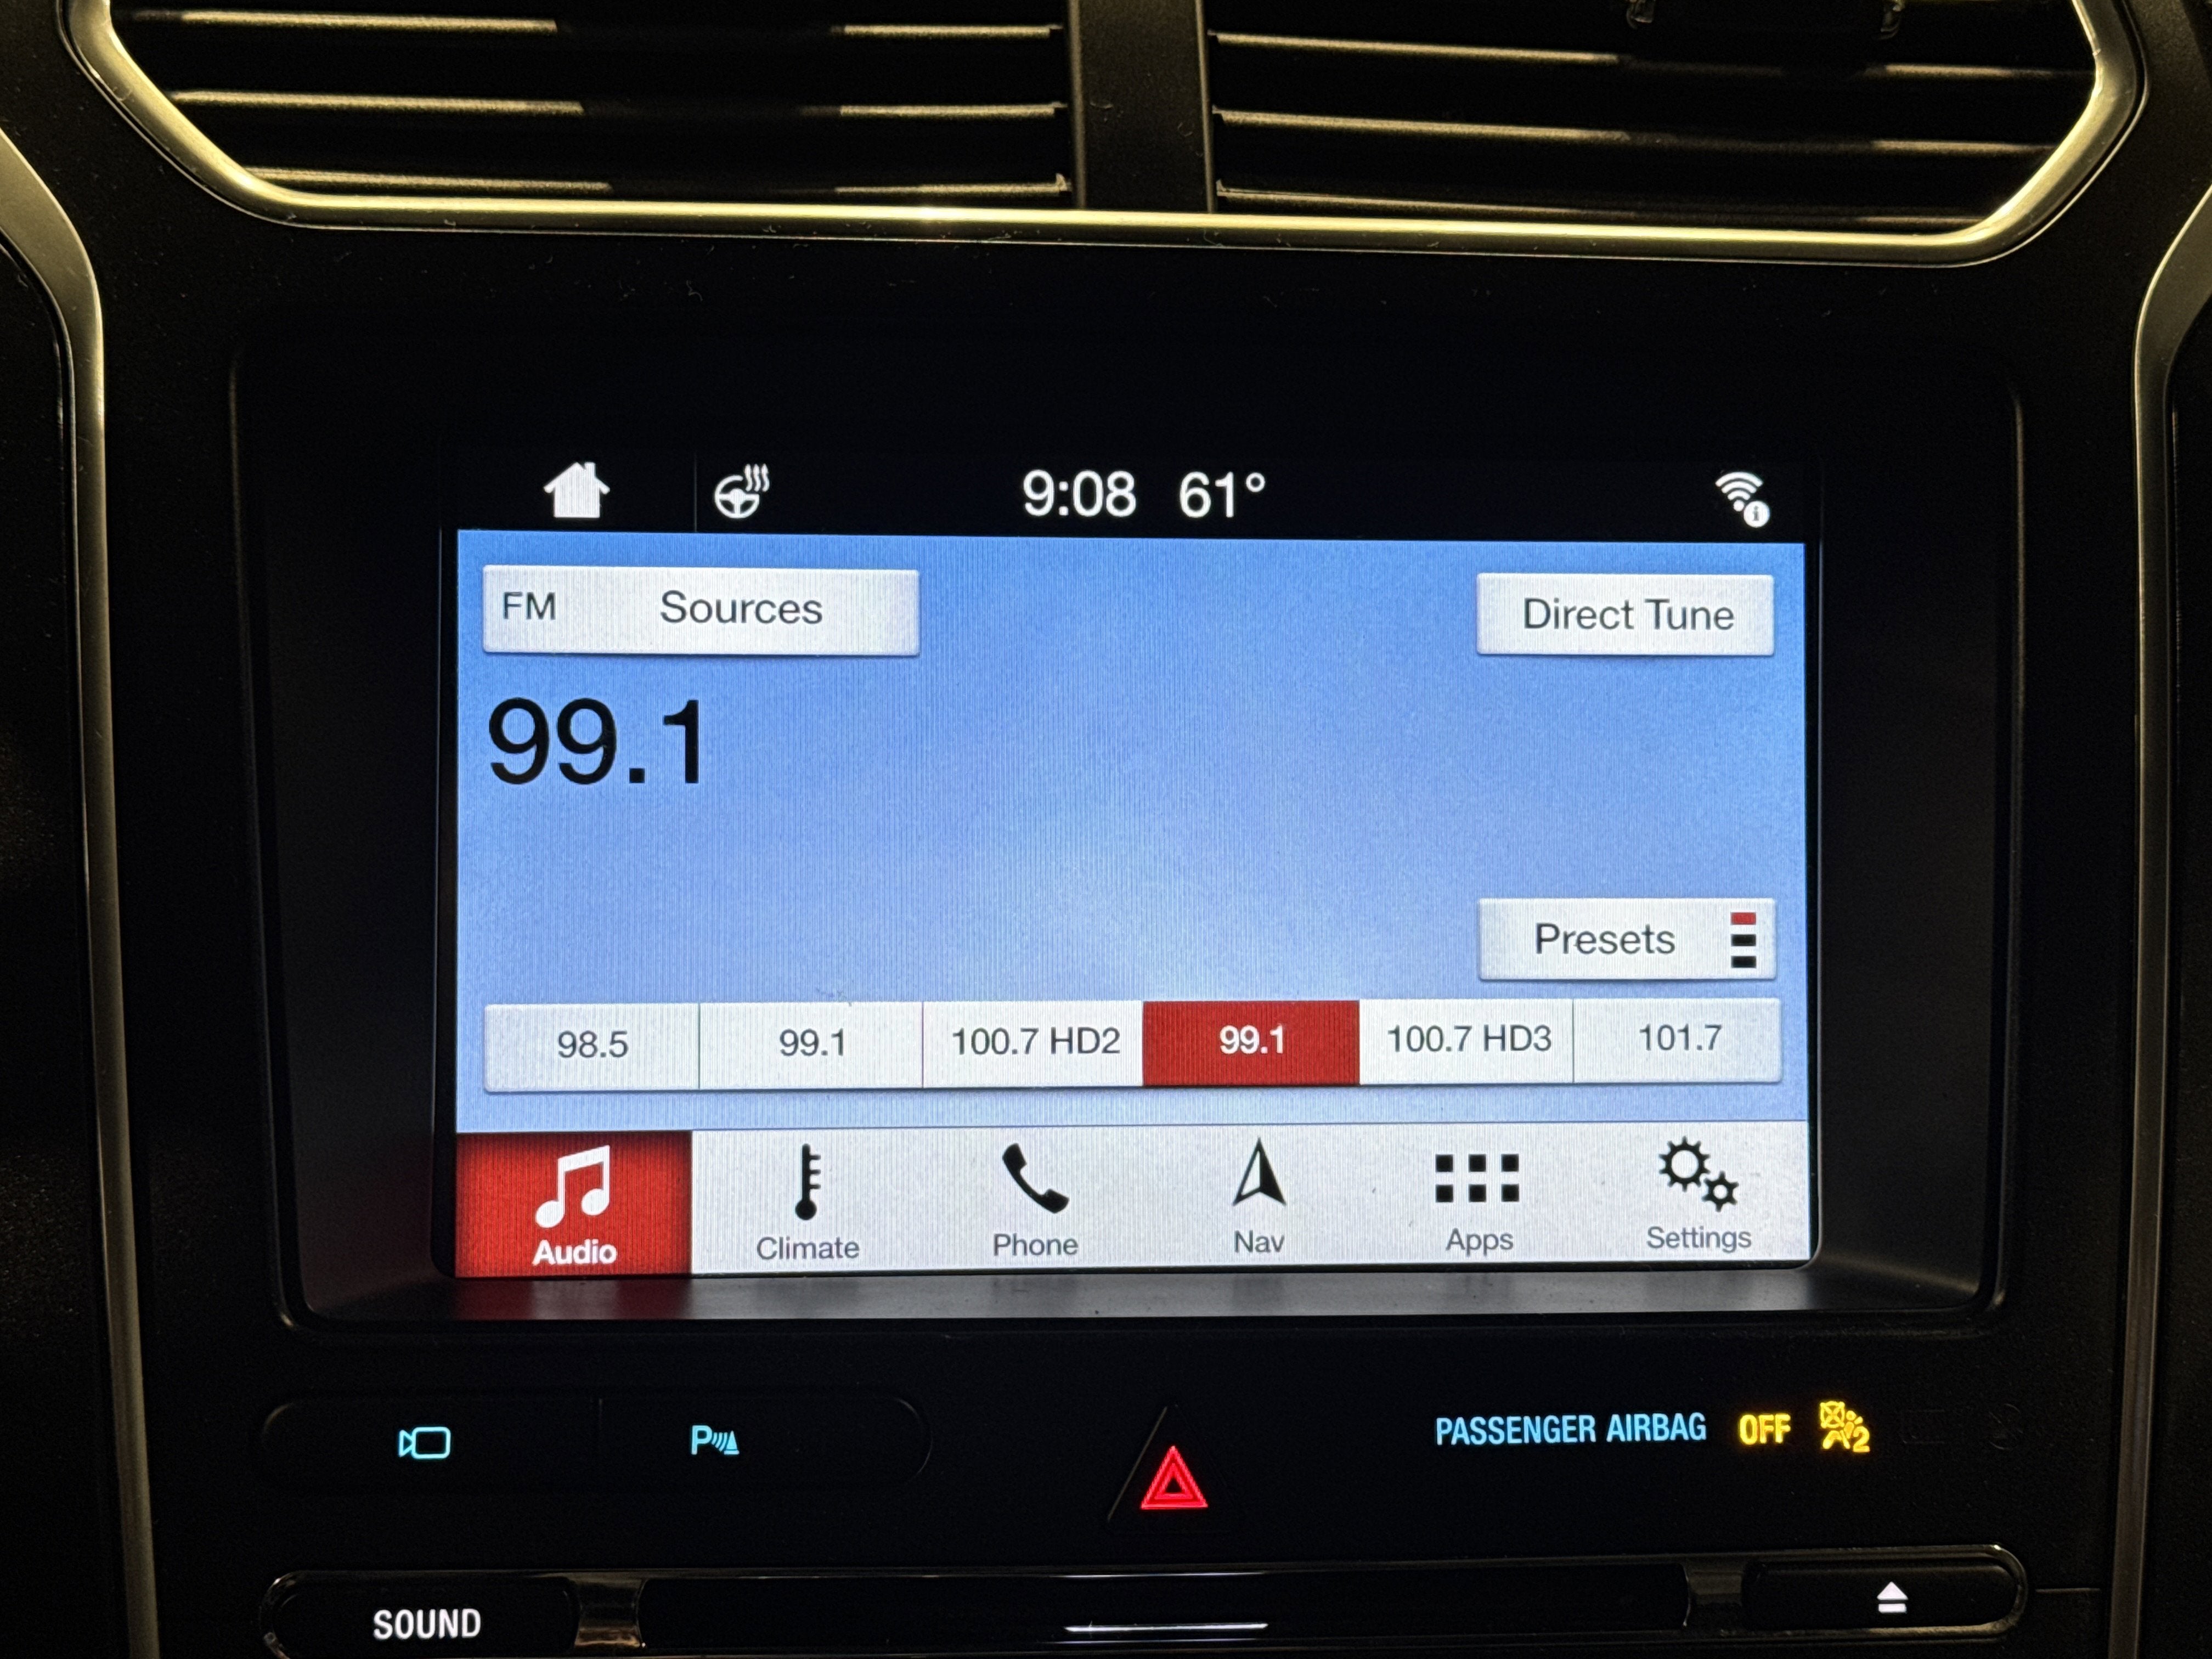 9:08 61°
FM Sources
Direct Tune
99.1
Presets
98.5 99.1 100.7 HD2 99.1 100.7 HD3 101.7
Audio Climate Phone Nav Apps Settings
P
PASSENGER AIRBAG OFF 2
SOUND